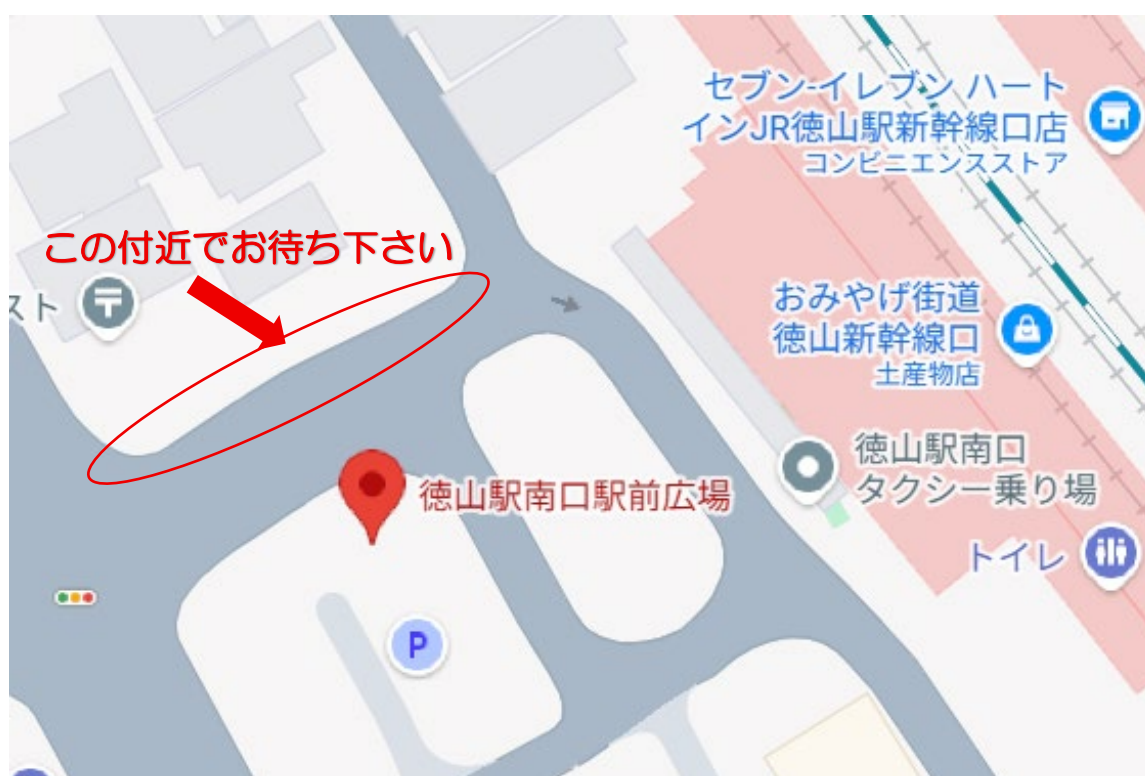 セブン-イレブン ハート
インJR徳山駅新幹線口店
コンビニエンスストア
この付近でお待ち下さい
スト
〒
おみやげ街道
徳山新幹線口
土産物店
徳山駅南口
タクシー乗り場
徳山駅南口駅前広場
トイレ
P